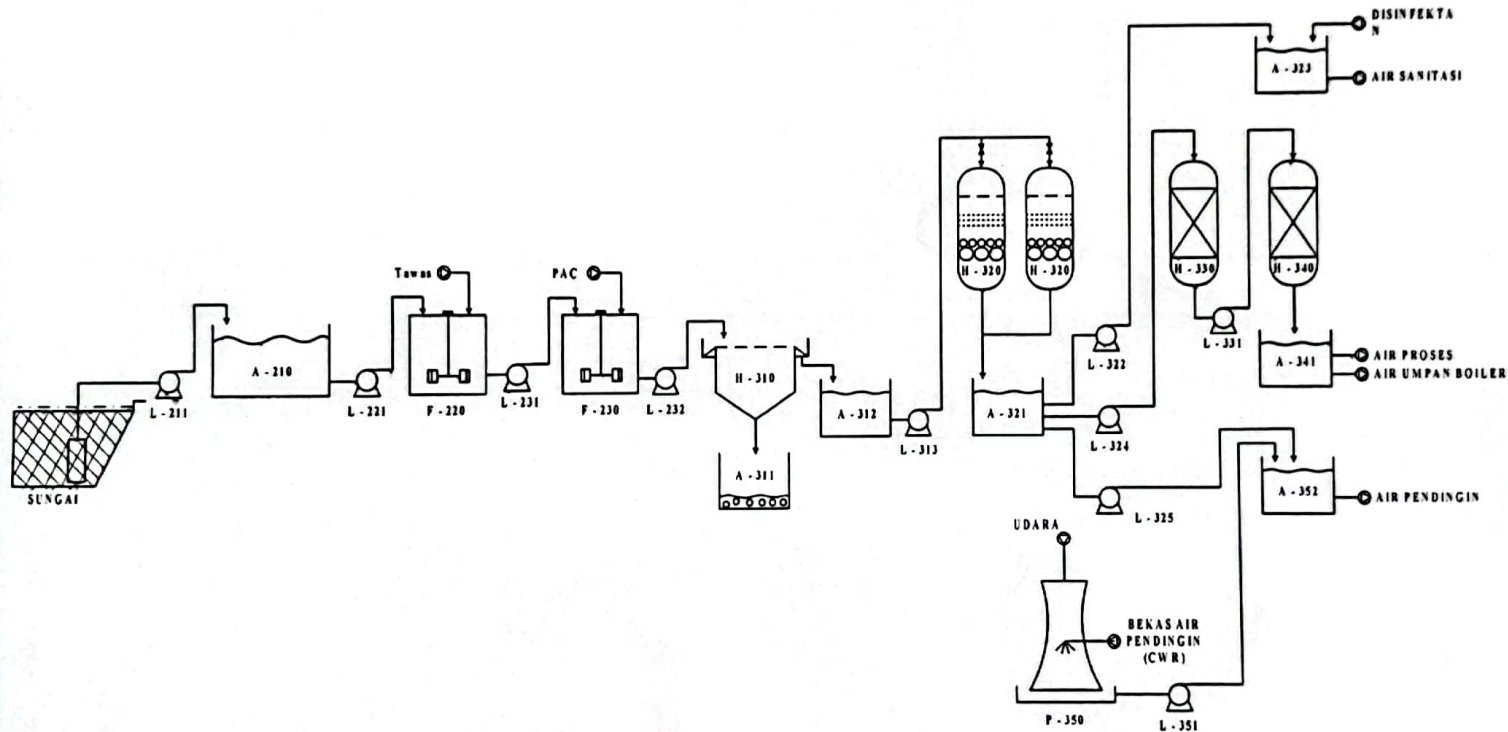 DISINFEKTA
N
A - 323
AIR SANITASI
H - 320
H - 320
H - 330
H - 340
Tawas
PAC
L - 322
L - 331
A - 341
AIR PROSES
AIR UMPAN BOILER
A - 210
L - 211
L - 221
F - 220
L - 231
F - 230
L - 232
H - 310
A - 312
L - 313
A - 321
L - 324
SUNGAI
A - 311
L - 325
A - 352
AIR PENDINGIN
UDARA
BEKAS AIR
PENDINGIN
(CWR)
P - 350
L - 351